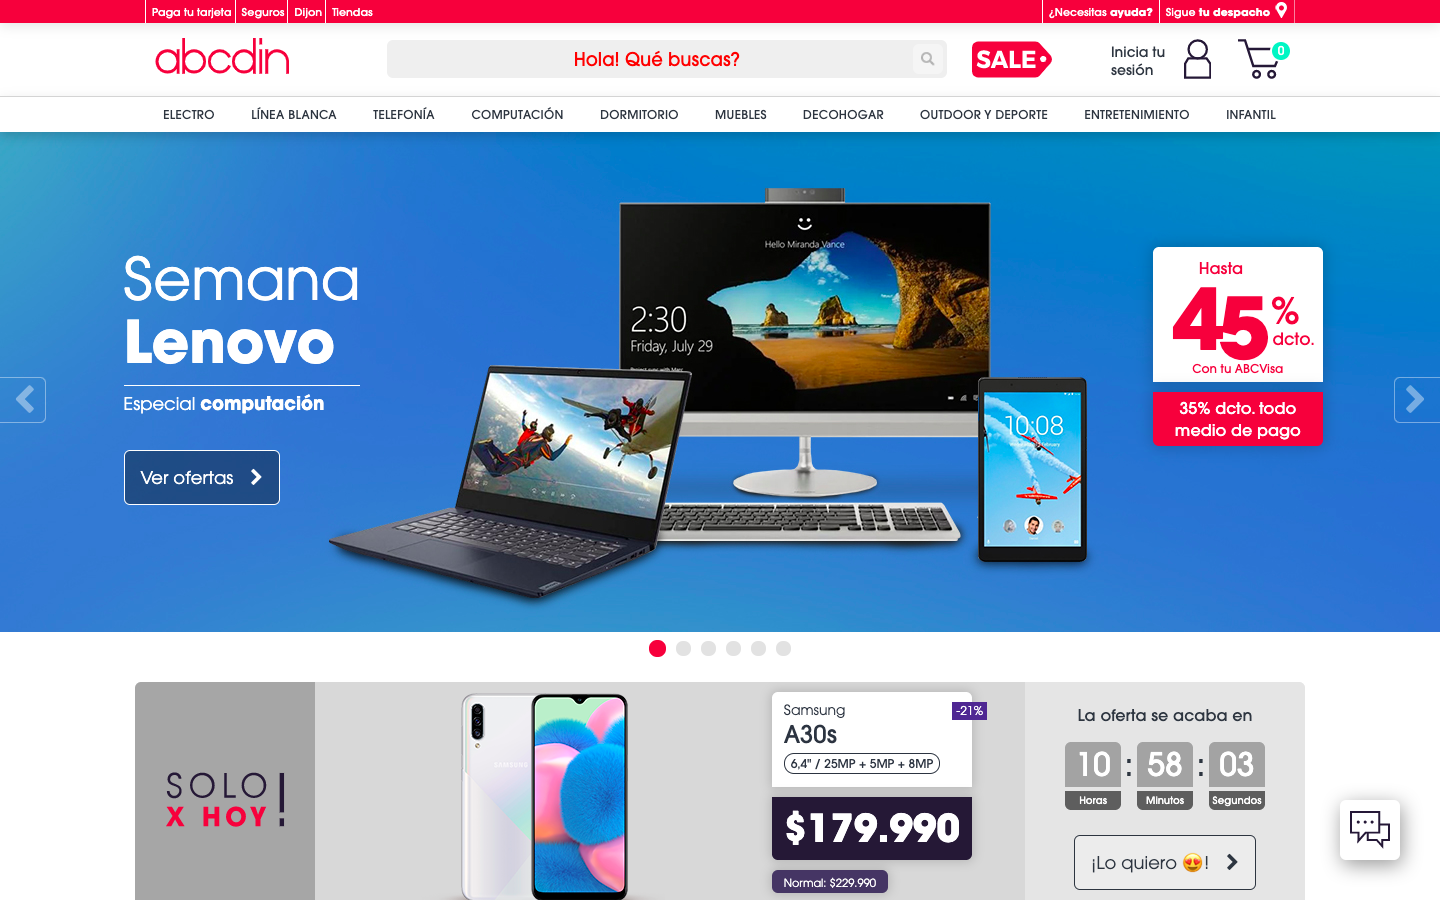 Paga tu tarjeta
Seguros
Dijon
Tiendas
¿Necesitas ayuda?
Sigue tu despacho
abcdin
Hola! Qué buscas?
SALE
Inicia tu
sesión
0
ELECTRO
LÍNEA BLANCA
TELEFONÍA
COMPUTACIÓN
DORMITORIO
MUEBLES
DECOHOGAR
OUTDOOR Y DEPORTE
ENTRETENIMIENTO
INFANTIL
Semana
Lenovo
Especial computación
Ver ofertas
Hello Miranda Vance
2:30
Friday, July 29
10:08
Hasta
45%
dcto.
Con tu ABCVisa
35% dcto. todo
medio de pago
SOLO
X HOY!
SAMSUNG
Samsung
-21%
A30s
6,4" / 25MP + 5MP + 8MP
$179.990
Normal: $229.990
La oferta se acaba en
10 : 58 : 03
Horas
Minutos
Segundos
¡Lo quiero 😍!